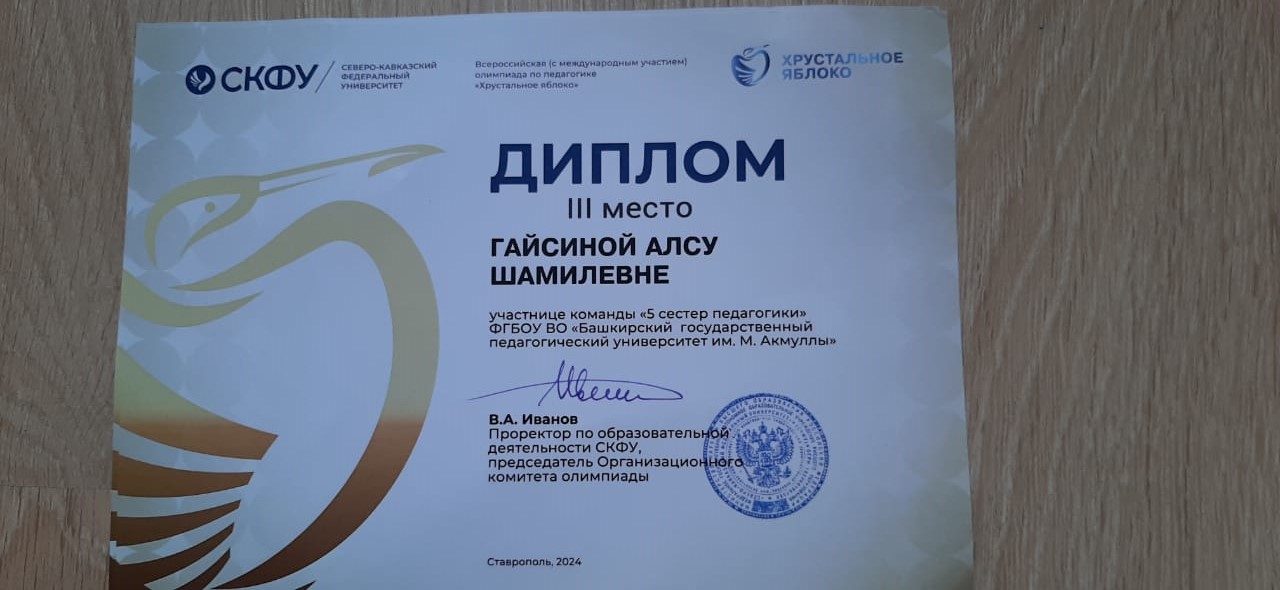 СКФУ
СЕВЕРО-КАВКАЗСКИЙ
ФЕДЕРАЛЬНЫЙ
УНИВЕРСИТЕТ
Всероссийская (с международным участием)
олимпиада по педагогике
«Хрустальное яблоко»
ХРУСТАЛЬНОЕ
ЯБЛОКО
ДИПЛОМ
III место
ГАЙСИНОЙ АЛСУ
ШАМИЛЕВНЕ
участнице команды «5 сестер педагогики»
ФГБОУ ВО «Башкирский государственный
педагогический университет им. М. Акмуллы»
В.А. Иванов
Проректор по образовательной
деятельности СКФУ,
председатель Организационного
комитета олимпиады
Ставрополь, 2024